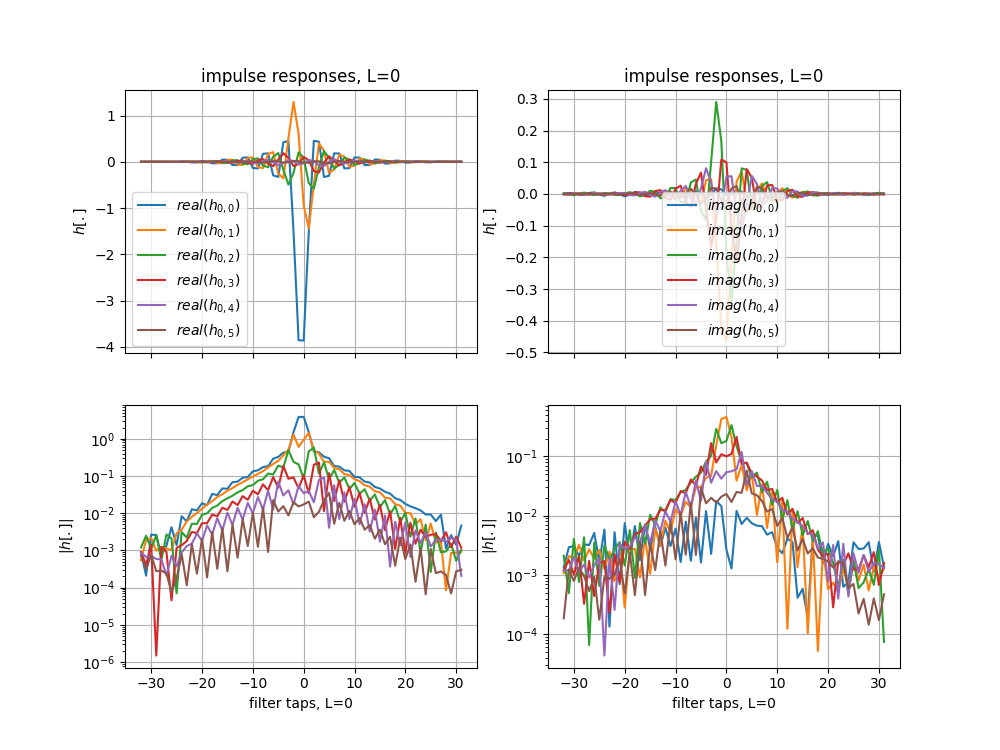 impulse responses, L=0
impulse responses, L=0
h[.]
1
0
−1
−2
−3
−4
real(h0,0)
real(h0,1)
real(h0,2)
real(h0,3)
real(h0,4)
real(h0,5)
h[.]
0.3
0.2
0.1
0.0
−0.1
−0.2
−0.3
−0.4
−0.5
imag(h0,0)
imag(h0,1)
imag(h0,2)
imag(h0,3)
imag(h0,4)
imag(h0,5)
|h[.]|
10^0
10^−1
10^−2
10^−3
10^−4
10^−5
10^−6
−30 −20 −10 0 10 20 30
filter taps, L=0
|h[.]|
10^−1
10^−2
10^−3
10^−4
−30 −20 −10 0 10 20 30
filter taps, L=0